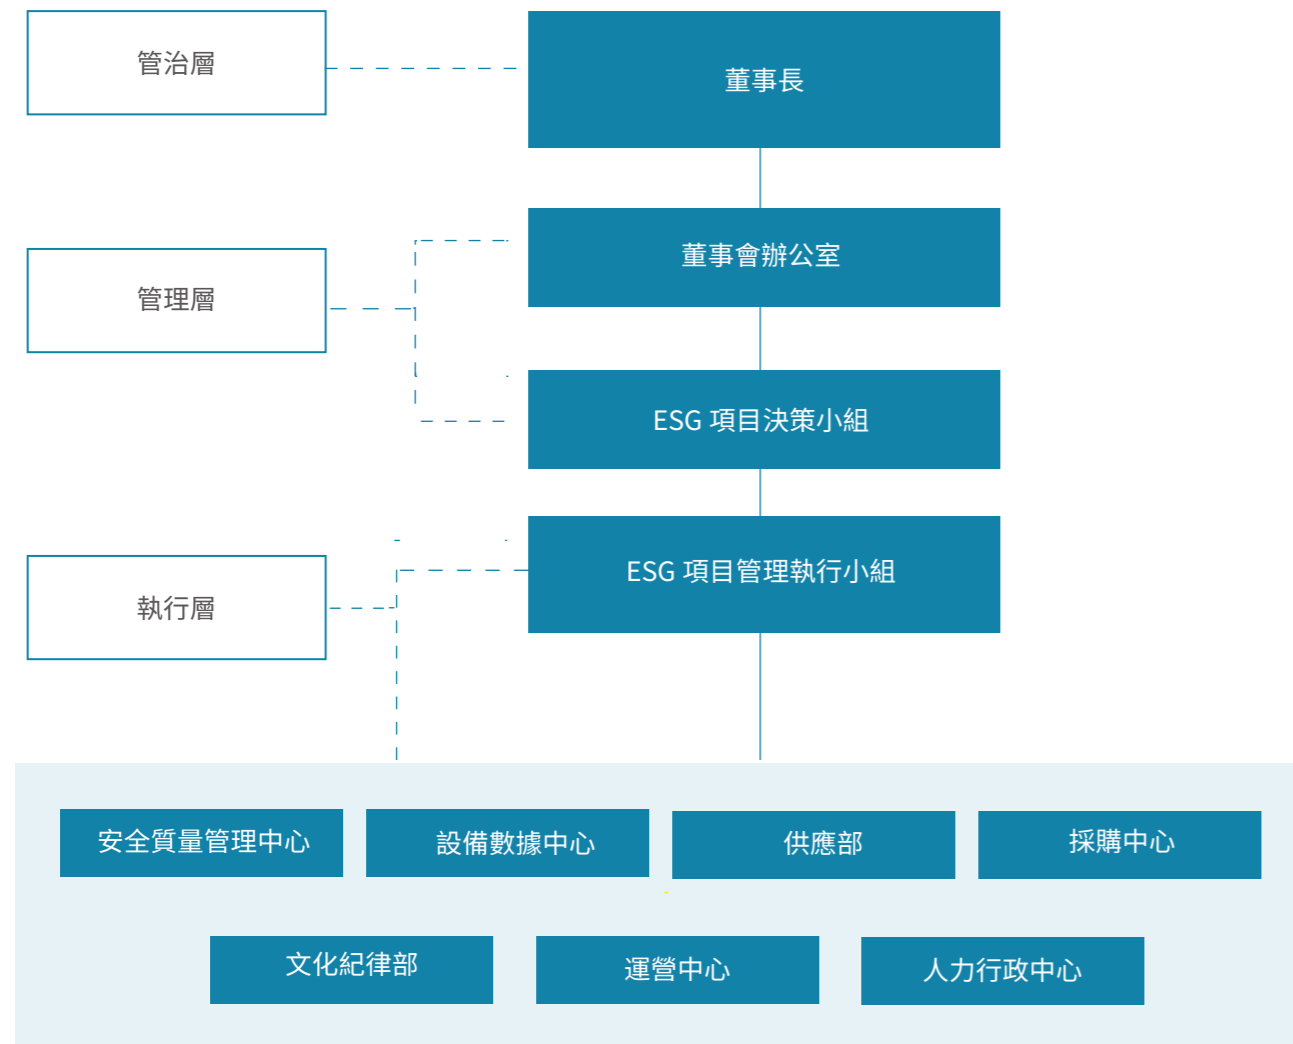 管治層
董事長
管理層
董事會辦公室
ESG 項目決策小組
執行層
ESG 項目管理執行小組
安全質量管理中心
設備數據中心
供應部
採購中心
文化紀律部
運營中心
人力行政中心